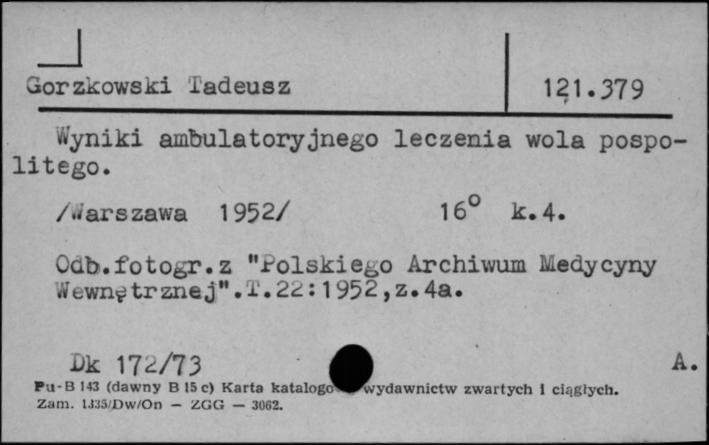 Gorzkowski Tadeusz 121.379
Wyniki ambulatoryjnego leczenia wola pospo-
litego.
/Warszawa 1952/ 16° k.4.
Odb.fotogr.z "Polskiego Archiwum Medycyny
Wewnętrznej".T.22:1952,z.4a.
Dk 172/73 A.
Pu-B 143 (dawny B 15 c) Karta katalogo wydawnictw zwartych i ciągłych.
Zam. 1335/Dw/On — ZGG — 3062.